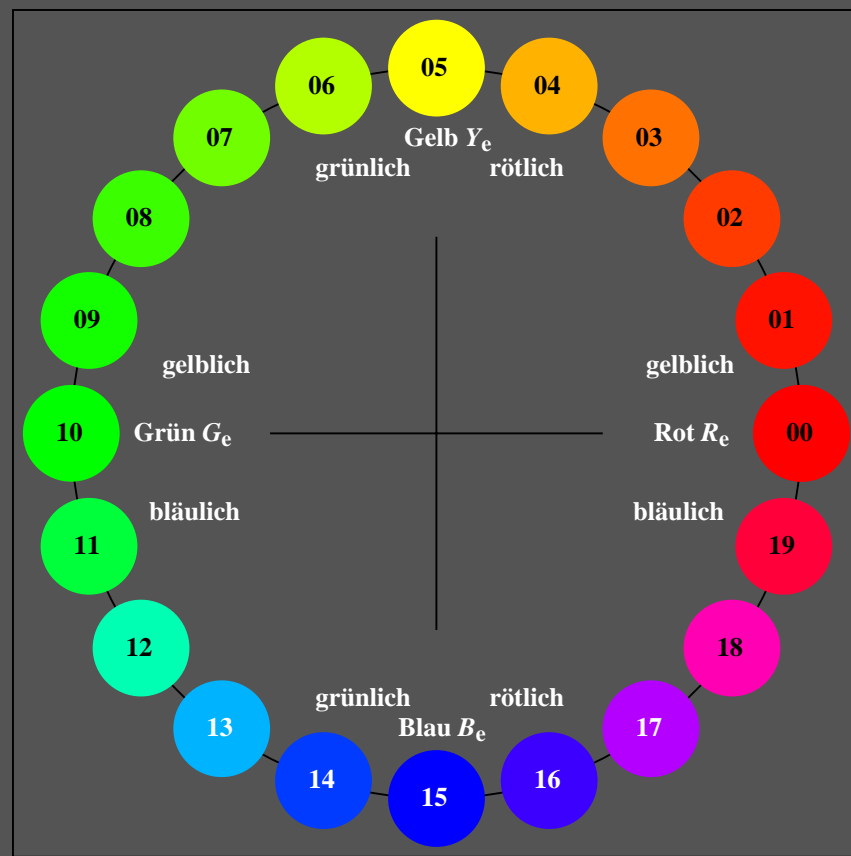 05
06
04
07
Gelb Yₑ
03
grünlich
rötlich
08
02
09
01
gelblich
gelblich
10
Grün Gₑ
Rot Rₑ
00
bläulich
bläulich
11
19
12
18
grünlich
rötlich
13
Blau Bₑ
17
14
16
15